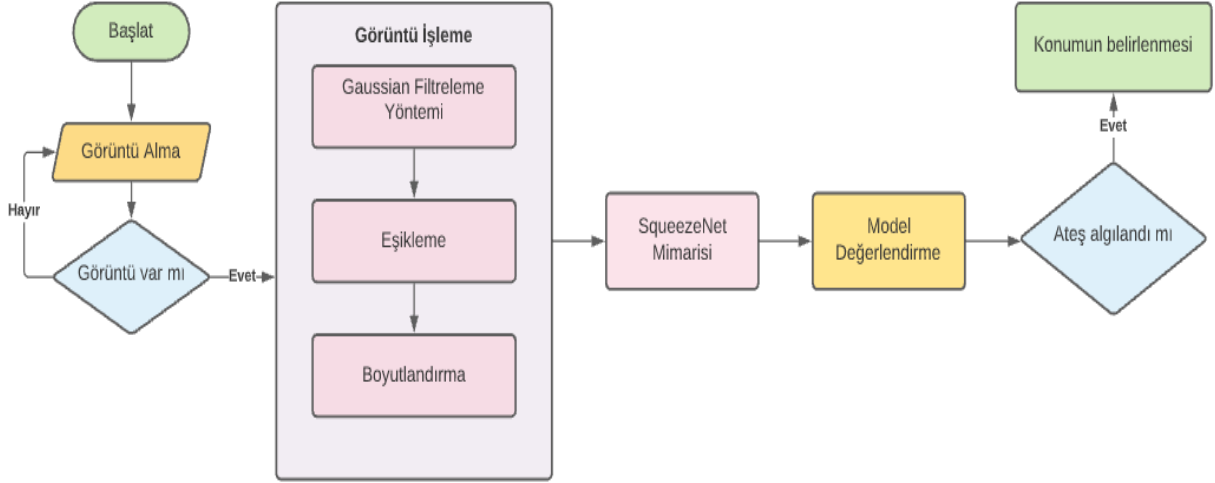 Başlat
Görüntü Alma
Hayır
Görüntü var mı
Evet
Görüntü İşleme
Gaussian Filtreleme
Yöntemi
Eşikleme
Boyutlandırma
SqueezeNet
Mimarisi
Model
Değerlendirme
Ateş algılandı mı
Evet
Konumun belirlenmesi